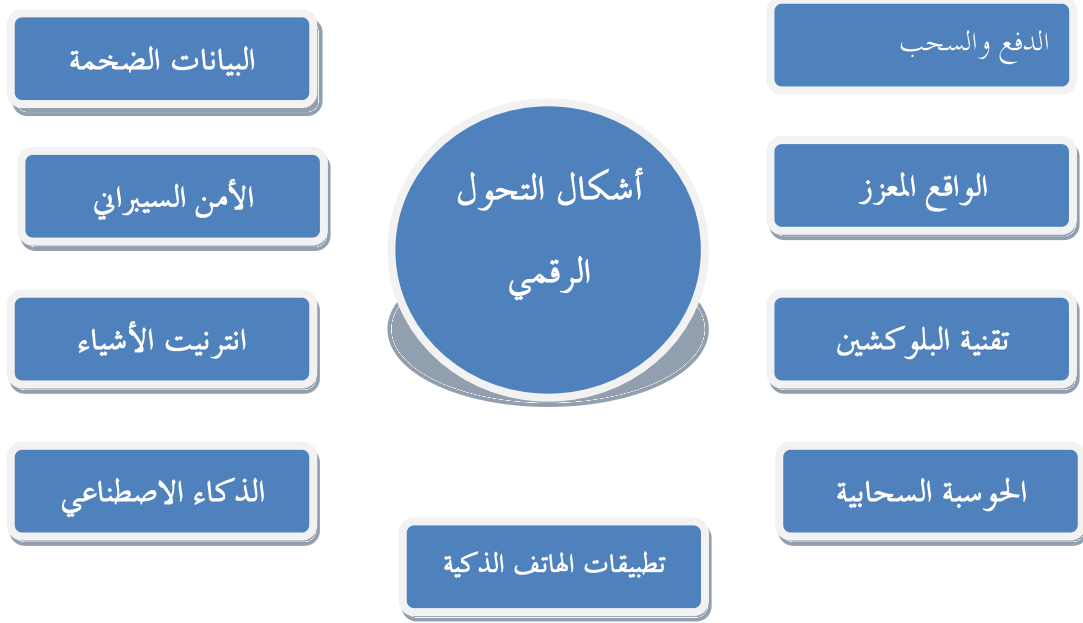 الدفع والسحب
البيانات الضخمة
أشكال التحول
الرقمي
الواقع المعزز
الأمن السيبراني
تقنية البلوكشين
انترنيت الأشياء
الحوسبة السحابية
الذكاء الاصطناعي
تطبيقات الهاتف الذكية